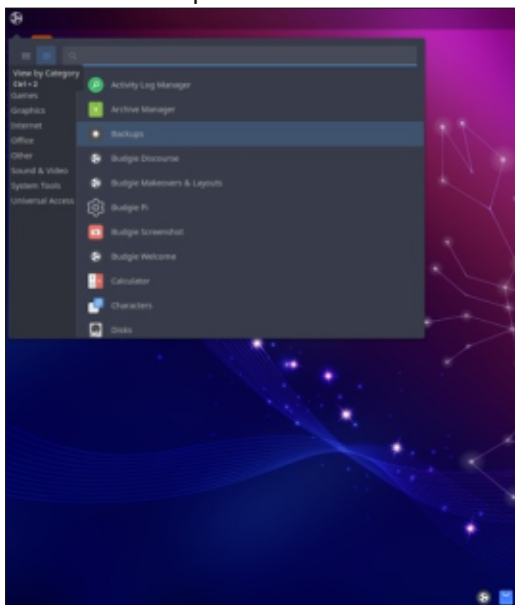 View by Category
Ctrl + 2
Games
Graphics
Internet
Office
Other
Sound & Video
System Tools
Universal Access
Activity Log Manager
Archive Manager
Backups
Budgie Discourse
Budgie Makeovers & Layouts
Budgie Pi
Budgie Screenshot
Budgie Welcome
Calculator
Characters
Disks